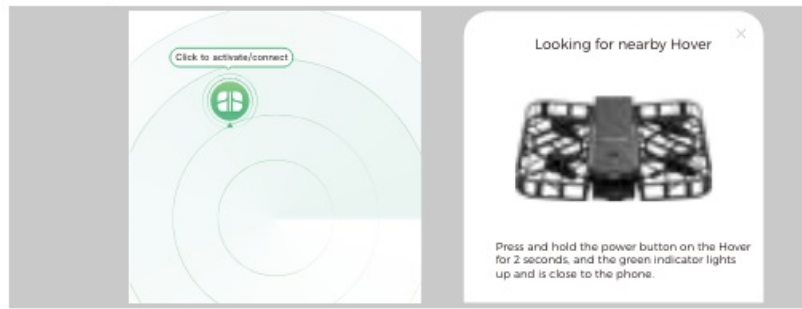 Click to activate/connect
Looking for nearby Hover
Press and hold the power button on the Hover
for 2 seconds, and the green indicator lights
up and is close to the phone.